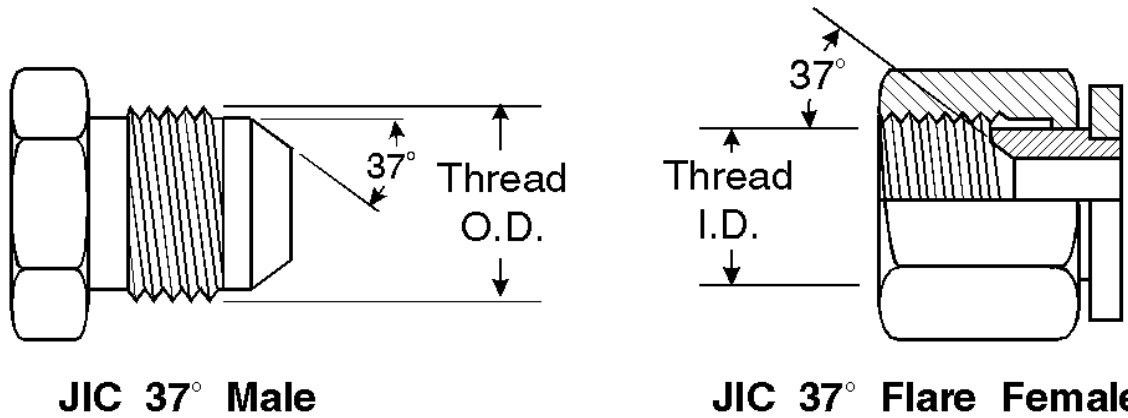 37°
Thread
O.D.
JIC 37° Male
37°
Thread
I.D.
JIC 37° Flare Female